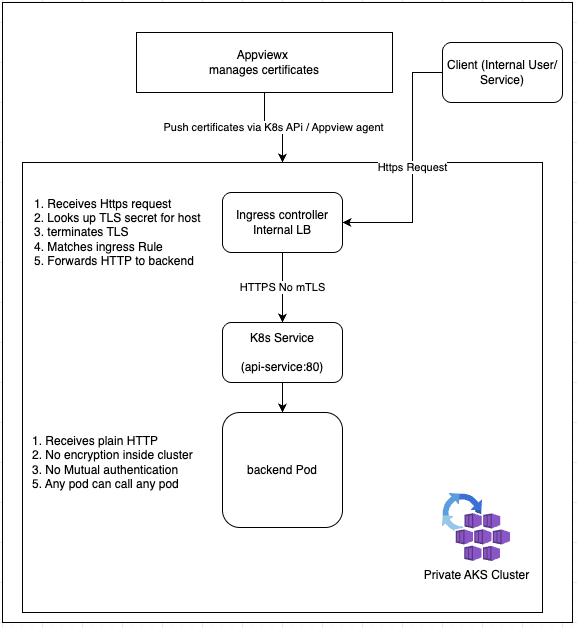 Appviewx
manages certificates
Client (Internal User/
Service)
Push certificates via K8s APi / Appview agent
Https Request
1. Receives Https request
2. Looks up TLS secret for host
3. terminates TLS
4. Matches ingress Rule
5. Forwards HTTP to backend
Ingress controller
Internal LB
HTTPS No mTLS
K8s Service
(api-service:80)
1. Receives plain HTTP
2. No encryption inside cluster
3. No Mutual authentication
5. Any pod can call any pod
backend Pod
Private AKS Cluster